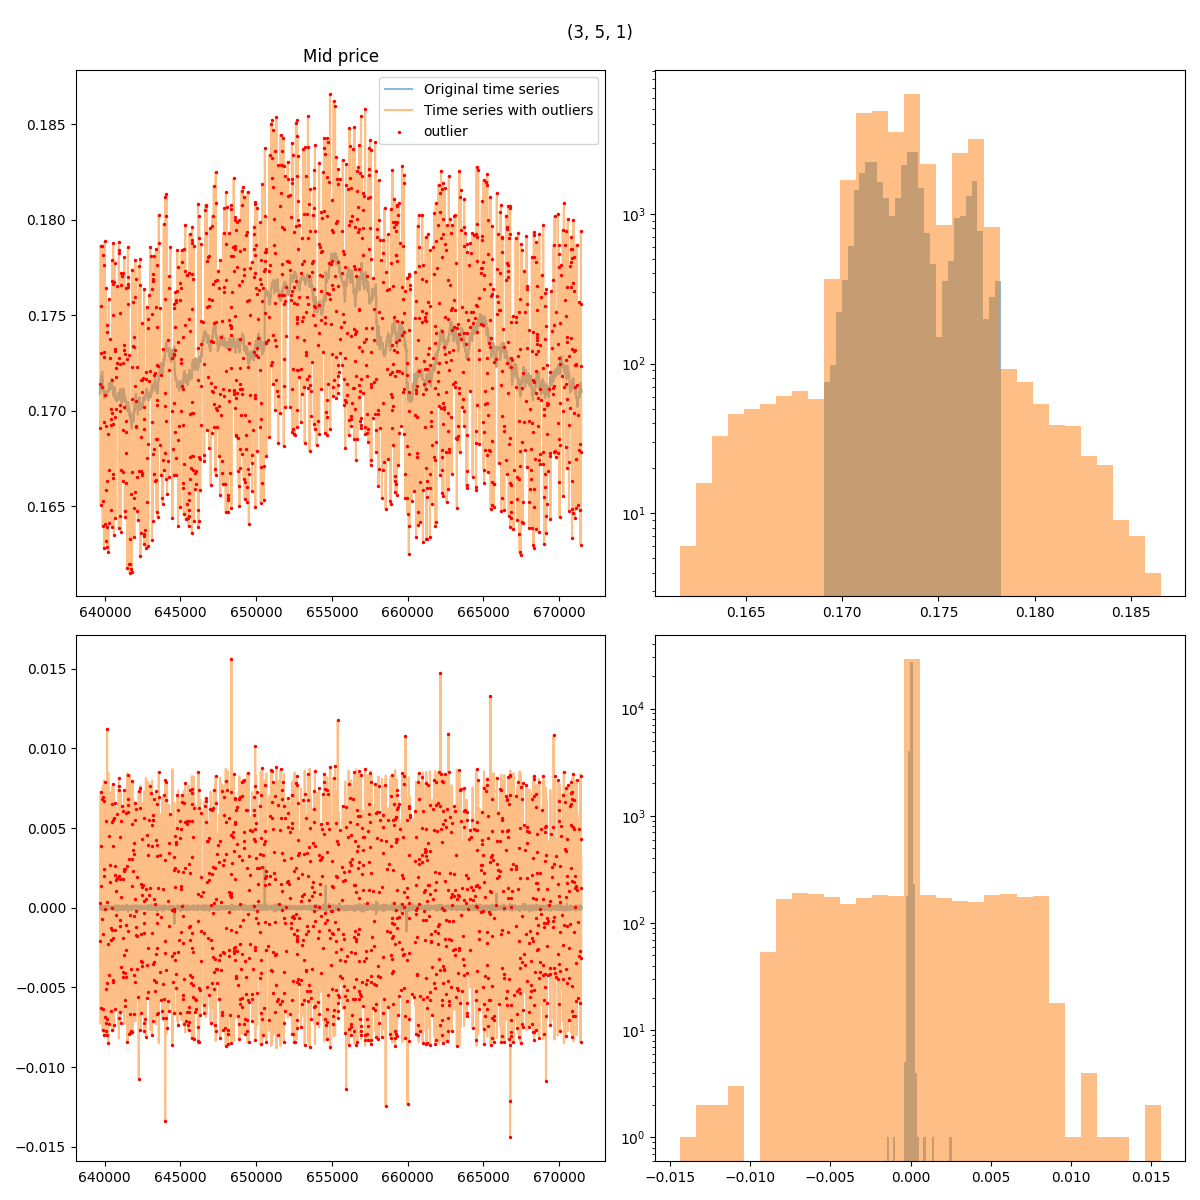 (3, 5, 1)
Mid price
Original time series
Time series with outliers
outlier
0.185
0.180
0.175
0.170
0.165
640000 645000 650000 655000 660000 665000 670000
10³
10²
10¹
0.165 0.170 0.175 0.180 0.185
0.015
0.010
0.005
0.000
−0.005
−0.010
−0.015
640000 645000 650000 655000 660000 665000 670000
10⁴
10³
10²
10¹
10⁰
−0.015 −0.010 −0.005 0.000 0.005 0.010 0.015